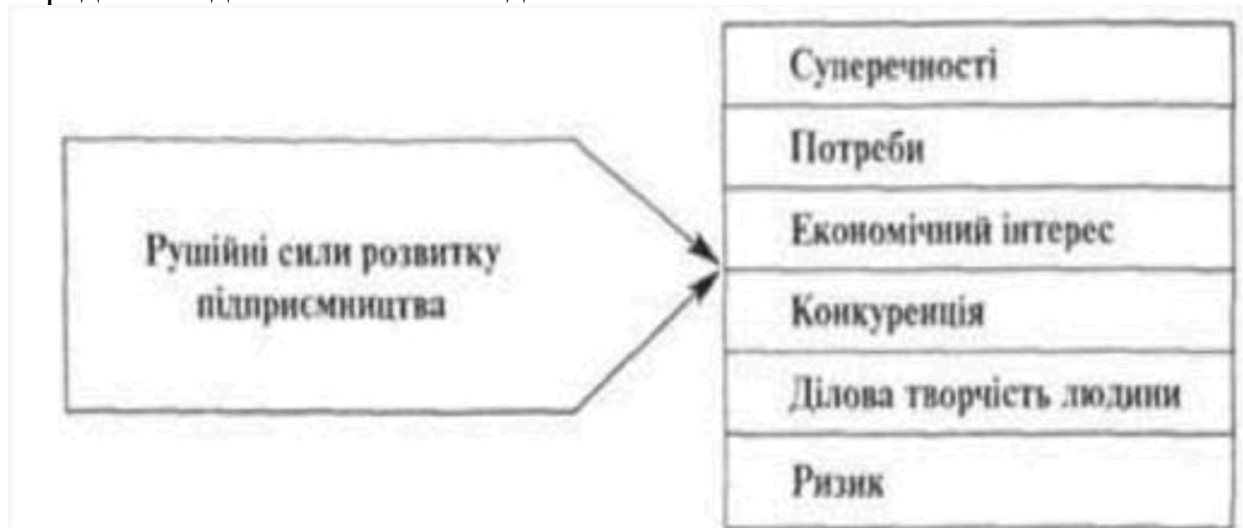 Рушійні сили розвитку
підприємництва
Суперечності
Потреби
Економічний інтерес
Конкуренція
Ділова творчість людини
Ризик